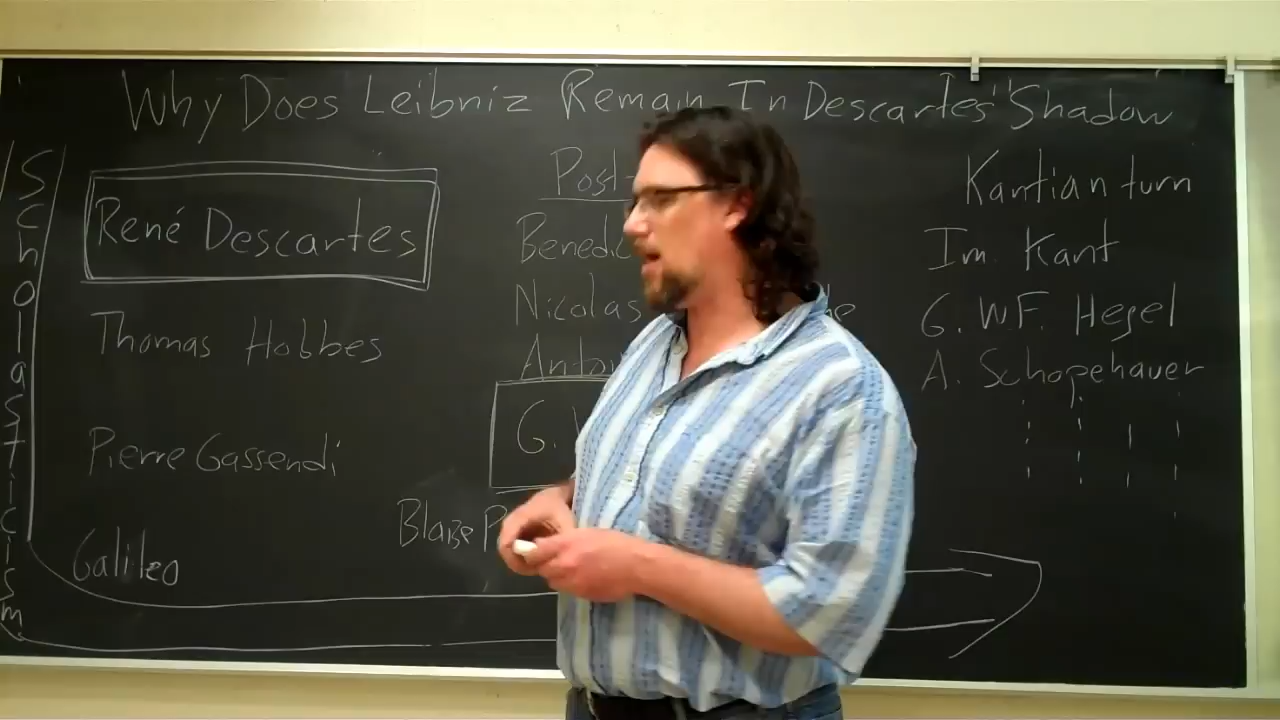 Why Does Leibniz Remain In Descartes' "Shadow
Scholasticism
René Descartes
Thomas Hobbes
Pierre Gassendi
Galileo
Post-
Benedic
Nicolas
Anton
G.
Blaise P
Kantian turn
Im. Kant
G. W.F. Hegel
A. Schopehauer